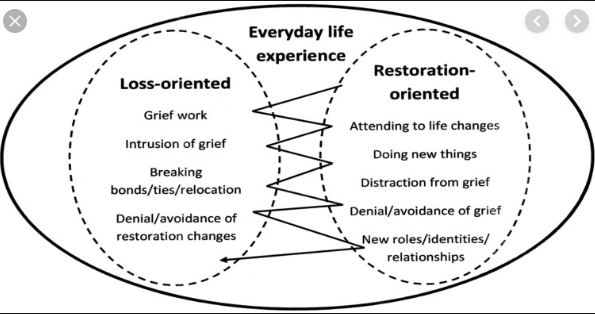 Everyday life
experience
Loss-oriented
Grief work
Intrusion of grief
Breaking
bonds/ties/relocation
Denial/avoidance of
restoration changes
Restoration-
oriented
Attending to life changes
Doing new things
Distraction from grief
Denial/avoidance of grief
New roles/identities/
relationships